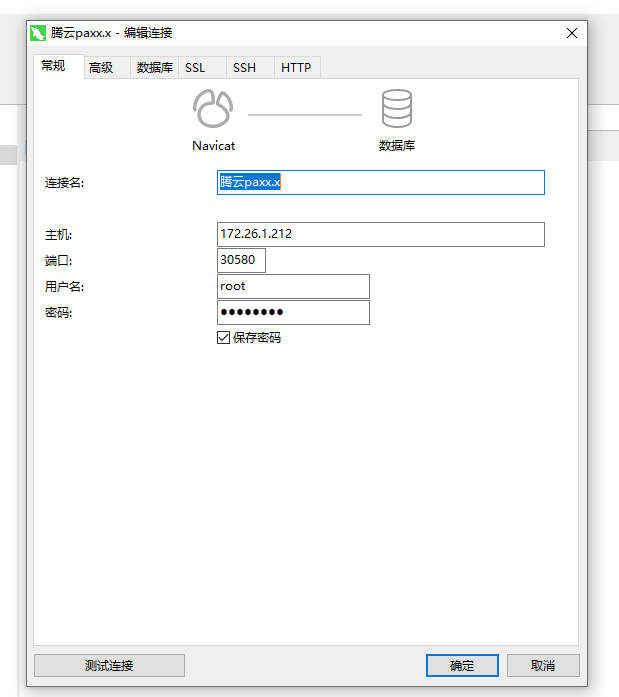 腾云paxx.x - 编辑连接
常规 高级 数据库 SSL SSH HTTP
Navicat 数据库
连接名: 腾云paxx.x
主机: 172.26.1.212
端口: 30580
用户名: root
密码: ●●●●●●●●
保存密码
测试连接 确定 取消